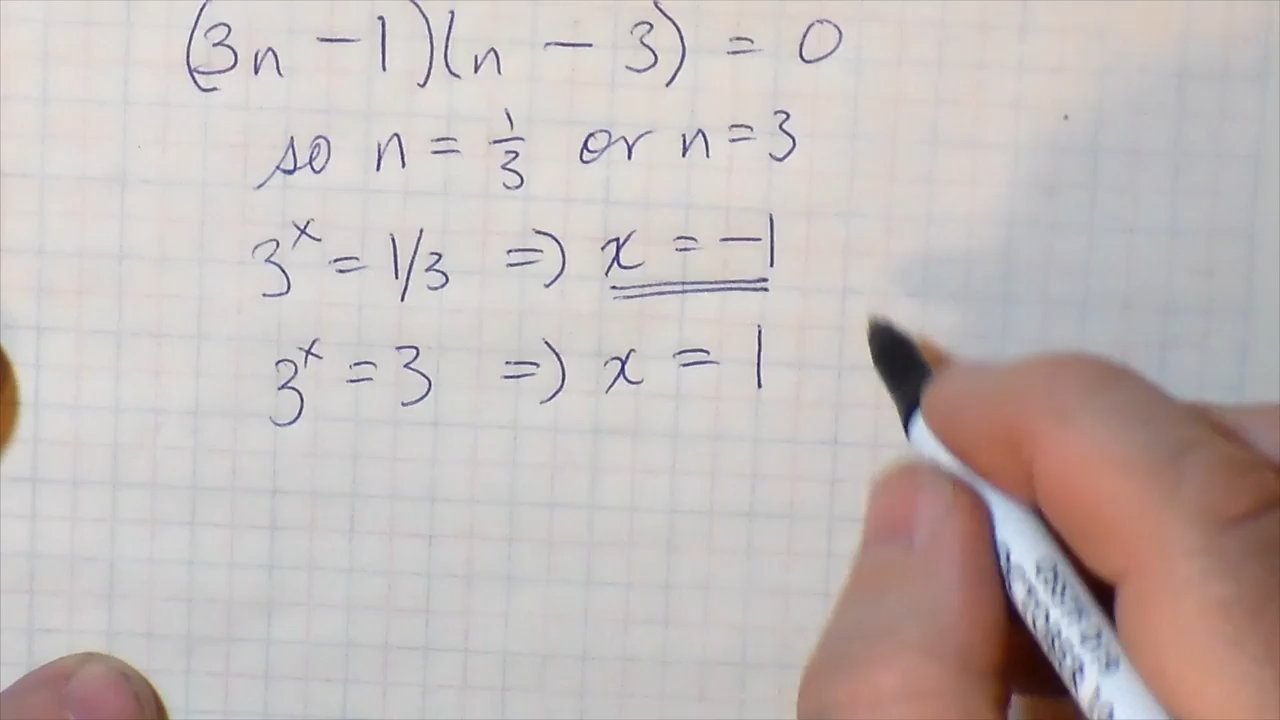 (3n - 1)(n - 3) = 0
so n = 1/3 or n = 3
3^x = 1/3 => x = -1
3^x = 3 => x = 1